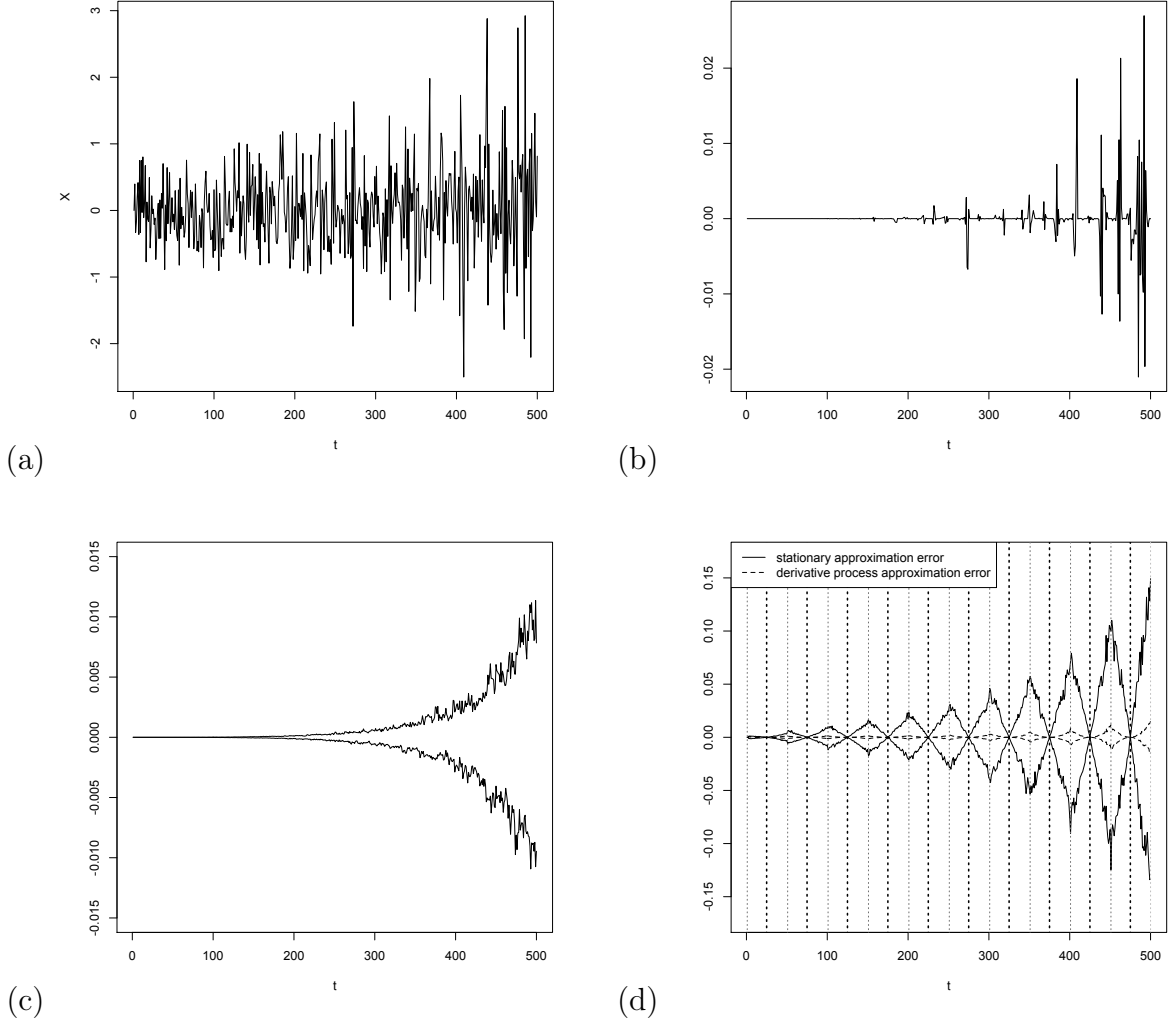 3
2
1
0
-1
-2
X
0 100 200 300 400 500
t
(a)
0.02
0.01
0.00
-0.01
-0.02
0 100 200 300 400 500
t
(b)
0.015
0.010
0.005
0.000
-0.005
-0.010
-0.015
0 100 200 300 400 500
t
(c)
stationary approximation error
derivative process approximation error
0.15
0.10
0.05
0.00
-0.05
-0.10
-0.15
0 100 200 300 400 500
t
(d)